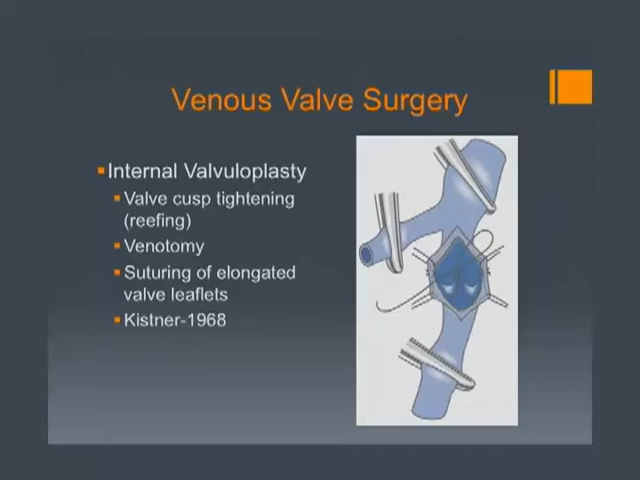 Venous Valve Surgery
Internal Valvuloplasty
Valve cusp tightening
(reefing)
Venotomy
Suturing of elongated
valve leaflets
Kistner-1968